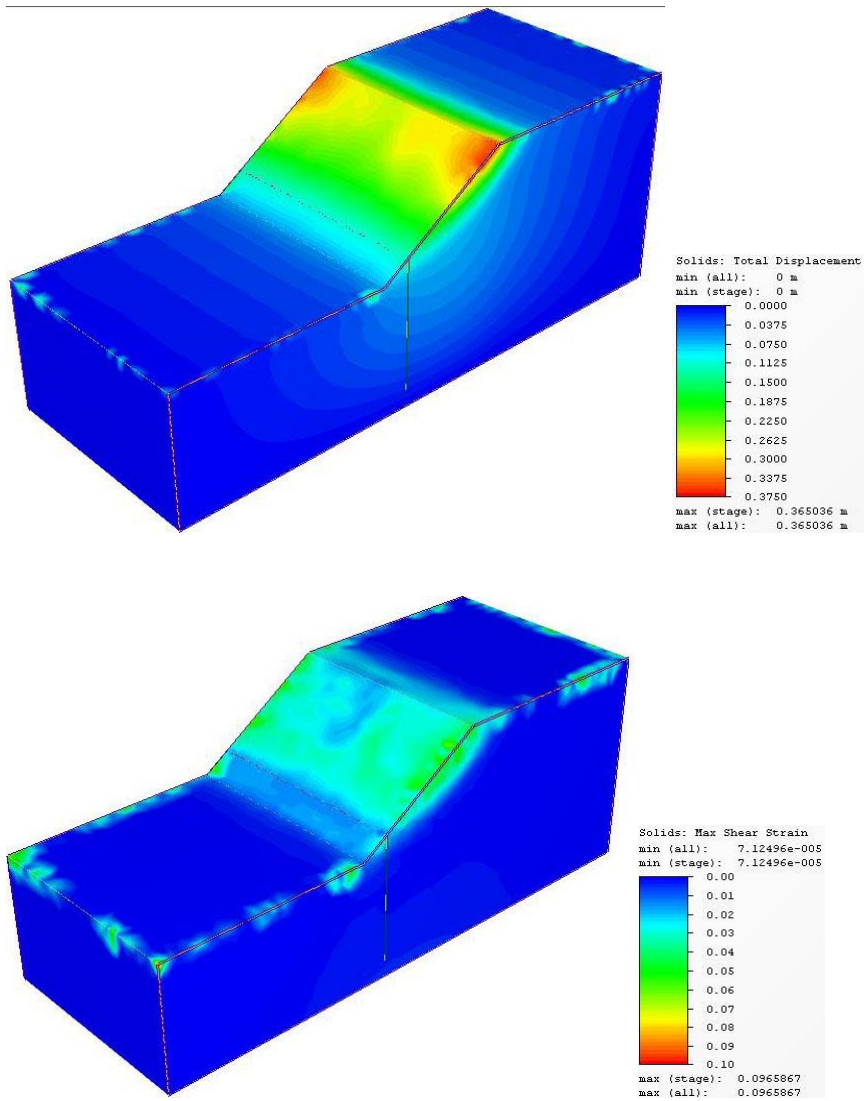 Solids: Total Displacement
min (all): 0 m
min (stage): 0 m
0.0000
0.0375
0.0750
0.1125
0.1500
0.1875
0.2250
0.2625
0.3000
0.3375
0.3750
max (stage): 0.365036 m
max (all): 0.365036 m
Solids: Max Shear Strain
min (all): 7.12496e-005
min (stage): 7.12496e-005
0.00
0.01
0.02
0.03
0.04
0.05
0.06
0.07
0.08
0.09
0.10
max (stage): 0.0965867
max (all): 0.0965867